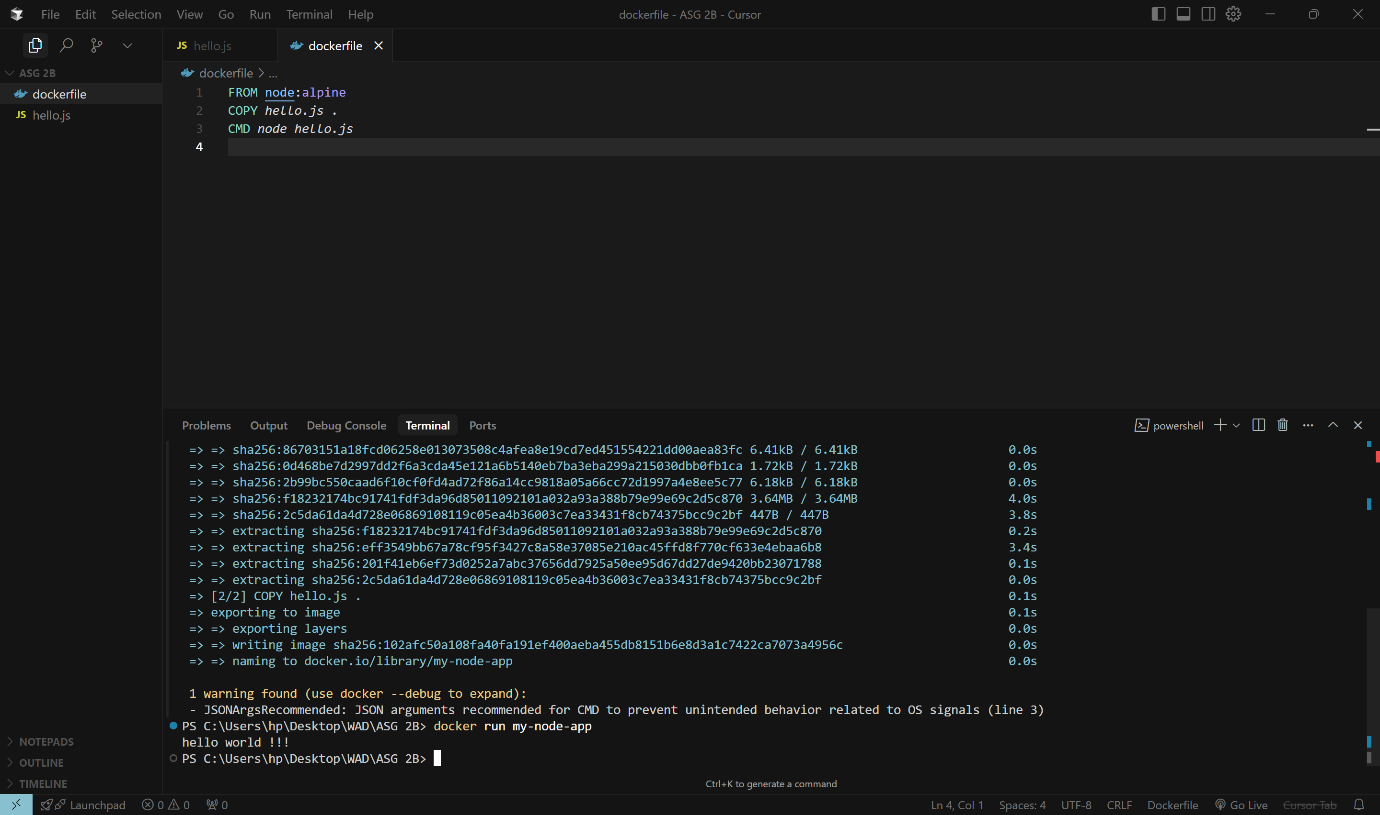 File Edit Selection View Go Run Terminal Help
dockerfile - ASG 2B - Cursor
JS hello.js
dockerfile
ASG 2B
dockerfile
JS hello.js
dockerfile > ...
1 FROM node:alpine
2 COPY hello.js .
3 CMD node hello.js
4
Problems Output Debug Console Terminal Ports
powershell
=> => sha256:86703151a18fcd06258e013073508c4afea8e19cd7ed451554221dd00aea83fc 6.41kB / 6.41kB 0.0s
=> => sha256:0d468be7d2997dd2f6a3cda45e121a6b5140eb7ba3eba299a215030dbb0fb1ca 1.72kB / 1.72kB 0.0s
=> => sha256:2b99bc550caad6f10cf0fd4ad72f86a14cc9818a05a66cc72d1997a4e8ee5c77 6.18kB / 6.18kB 0.0s
=> => sha256:f18232174bc91741fdf3da96d85011092101a032a93a388b79e99e69c2d5c870 3.64MB / 3.64MB 4.0s
=> => sha256:2c5da61da4d728e06869108119c05ea4b36003c7ea33431f8cb74375bcc9c2bf 447B / 447B 3.8s
=> => extracting sha256:f18232174bc91741fdf3da96d85011092101a032a93a388b79e99e69c2d5c870 0.2s
=> => extracting sha256:eff3549bb67a78cf95f3427c8a58e37085e210ac45ffd8f770cf633e4ebaa6b8 3.4s
=> => extracting sha256:201f41eb6ef73d0252a7abc37656dd7925a50ee95d67dd27de9420bb23071788 0.1s
=> => extracting sha256:2c5da61da4d728e06869108119c05ea4b36003c7ea33431f8cb74375bcc9c2bf 0.0s
=> [2/2] COPY hello.js . 0.1s
=> exporting to image 0.1s
=> => exporting layers 0.0s
=> => writing image sha256:102afc50a108fa40fa191ef400aeba455db8151b6e8d3a1c7422ca7073a4956c 0.0s
=> => naming to docker.io/library/my-node-app 0.0s
1 warning found (use docker --debug to expand):
- JSONArgsRecommended: JSON arguments recommended for CMD to prevent unintended behavior related to OS signals (line 3)
PS C:\Users\hp\Desktop\WAD\ASG 2B> docker run my-node-app
hello world !!!
PS C:\Users\hp\Desktop\WAD\ASG 2B>
Ctrl+K to generate a command
NOTEPADS
OUTLINE
TIMELINE
Launchpad 0 0 0
Ln 4, Col 1 Spaces: 4 UTF-8 CRLF Dockerfile Go Live Cursor Tab